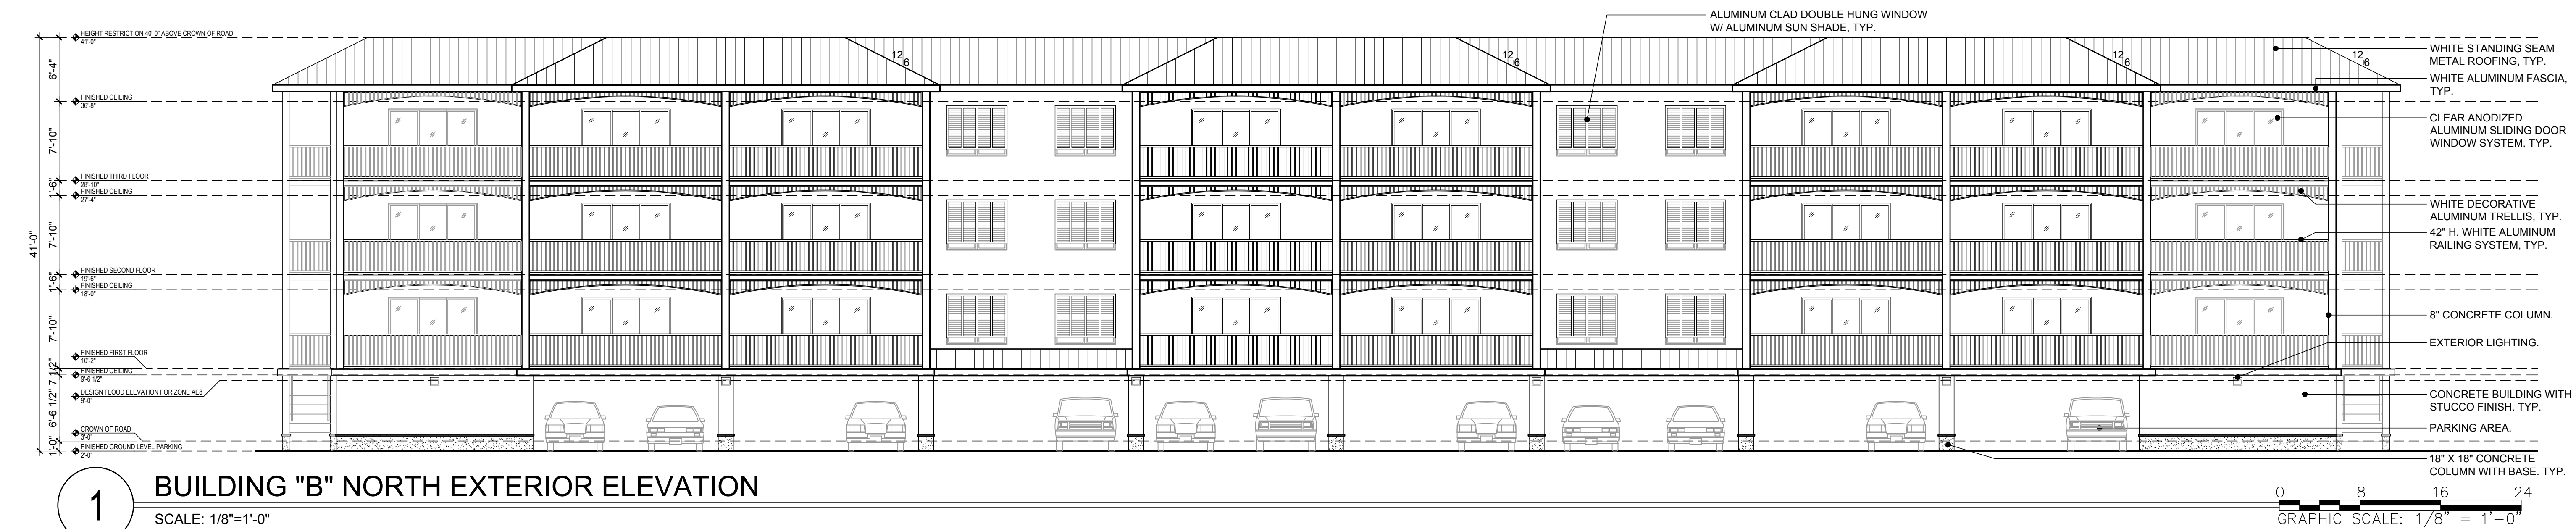 ALUMINUM CLAD DOUBLE HUNG WINDOW
W/ ALUMINUM SUN SHADE, TYP.
HEIGHT RESTRICTION 40'-0" ABOVE CROWN OF ROAD
41'-0"
6'-4"
FINISHED CEILING
36'-8"
7'-10"
FINISHED THIRD FLOOR
28'-10"
1'-6"
FINISHED CEILING
27'-4"
7'-10"
41'-0"
FINISHED SECOND FLOOR
19'-6"
1'-6"
FINISHED CEILING
18'-0"
7'-10"
FINISHED FIRST FLOOR
10'-2"
7 1/2"
FINISHED CEILING
9'-6 1/2"
DESIGN FLOOD ELEVATION FOR ZONE AE8
9'-0"
6'-6 1/2"
CROWN OF ROAD
3'-0"
1'-0"
FINISHED GROUND LEVEL PARKING
2'-0"
12
6
12
6
12
6
12
6
WHITE STANDING SEAM
METAL ROOFING, TYP.
WHITE ALUMINUM FASCIA,
TYP.
CLEAR ANODIZED
ALUMINUM SLIDING DOOR
WINDOW SYSTEM. TYP.
WHITE DECORATIVE
ALUMINUM TRELLIS, TYP.
42" H. WHITE ALUMINUM
RAILING SYSTEM, TYP.
8" CONCRETE COLUMN.
EXTERIOR LIGHTING.
CONCRETE BUILDING WITH
STUCCO FINISH. TYP.
PARKING AREA.
18" X 18" CONCRETE
COLUMN WITH BASE. TYP.
1
BUILDING "B" NORTH EXTERIOR ELEVATION
SCALE: 1/8"=1'-0"
0 8 16 24
GRAPHIC SCALE: 1/8" = 1'-0"